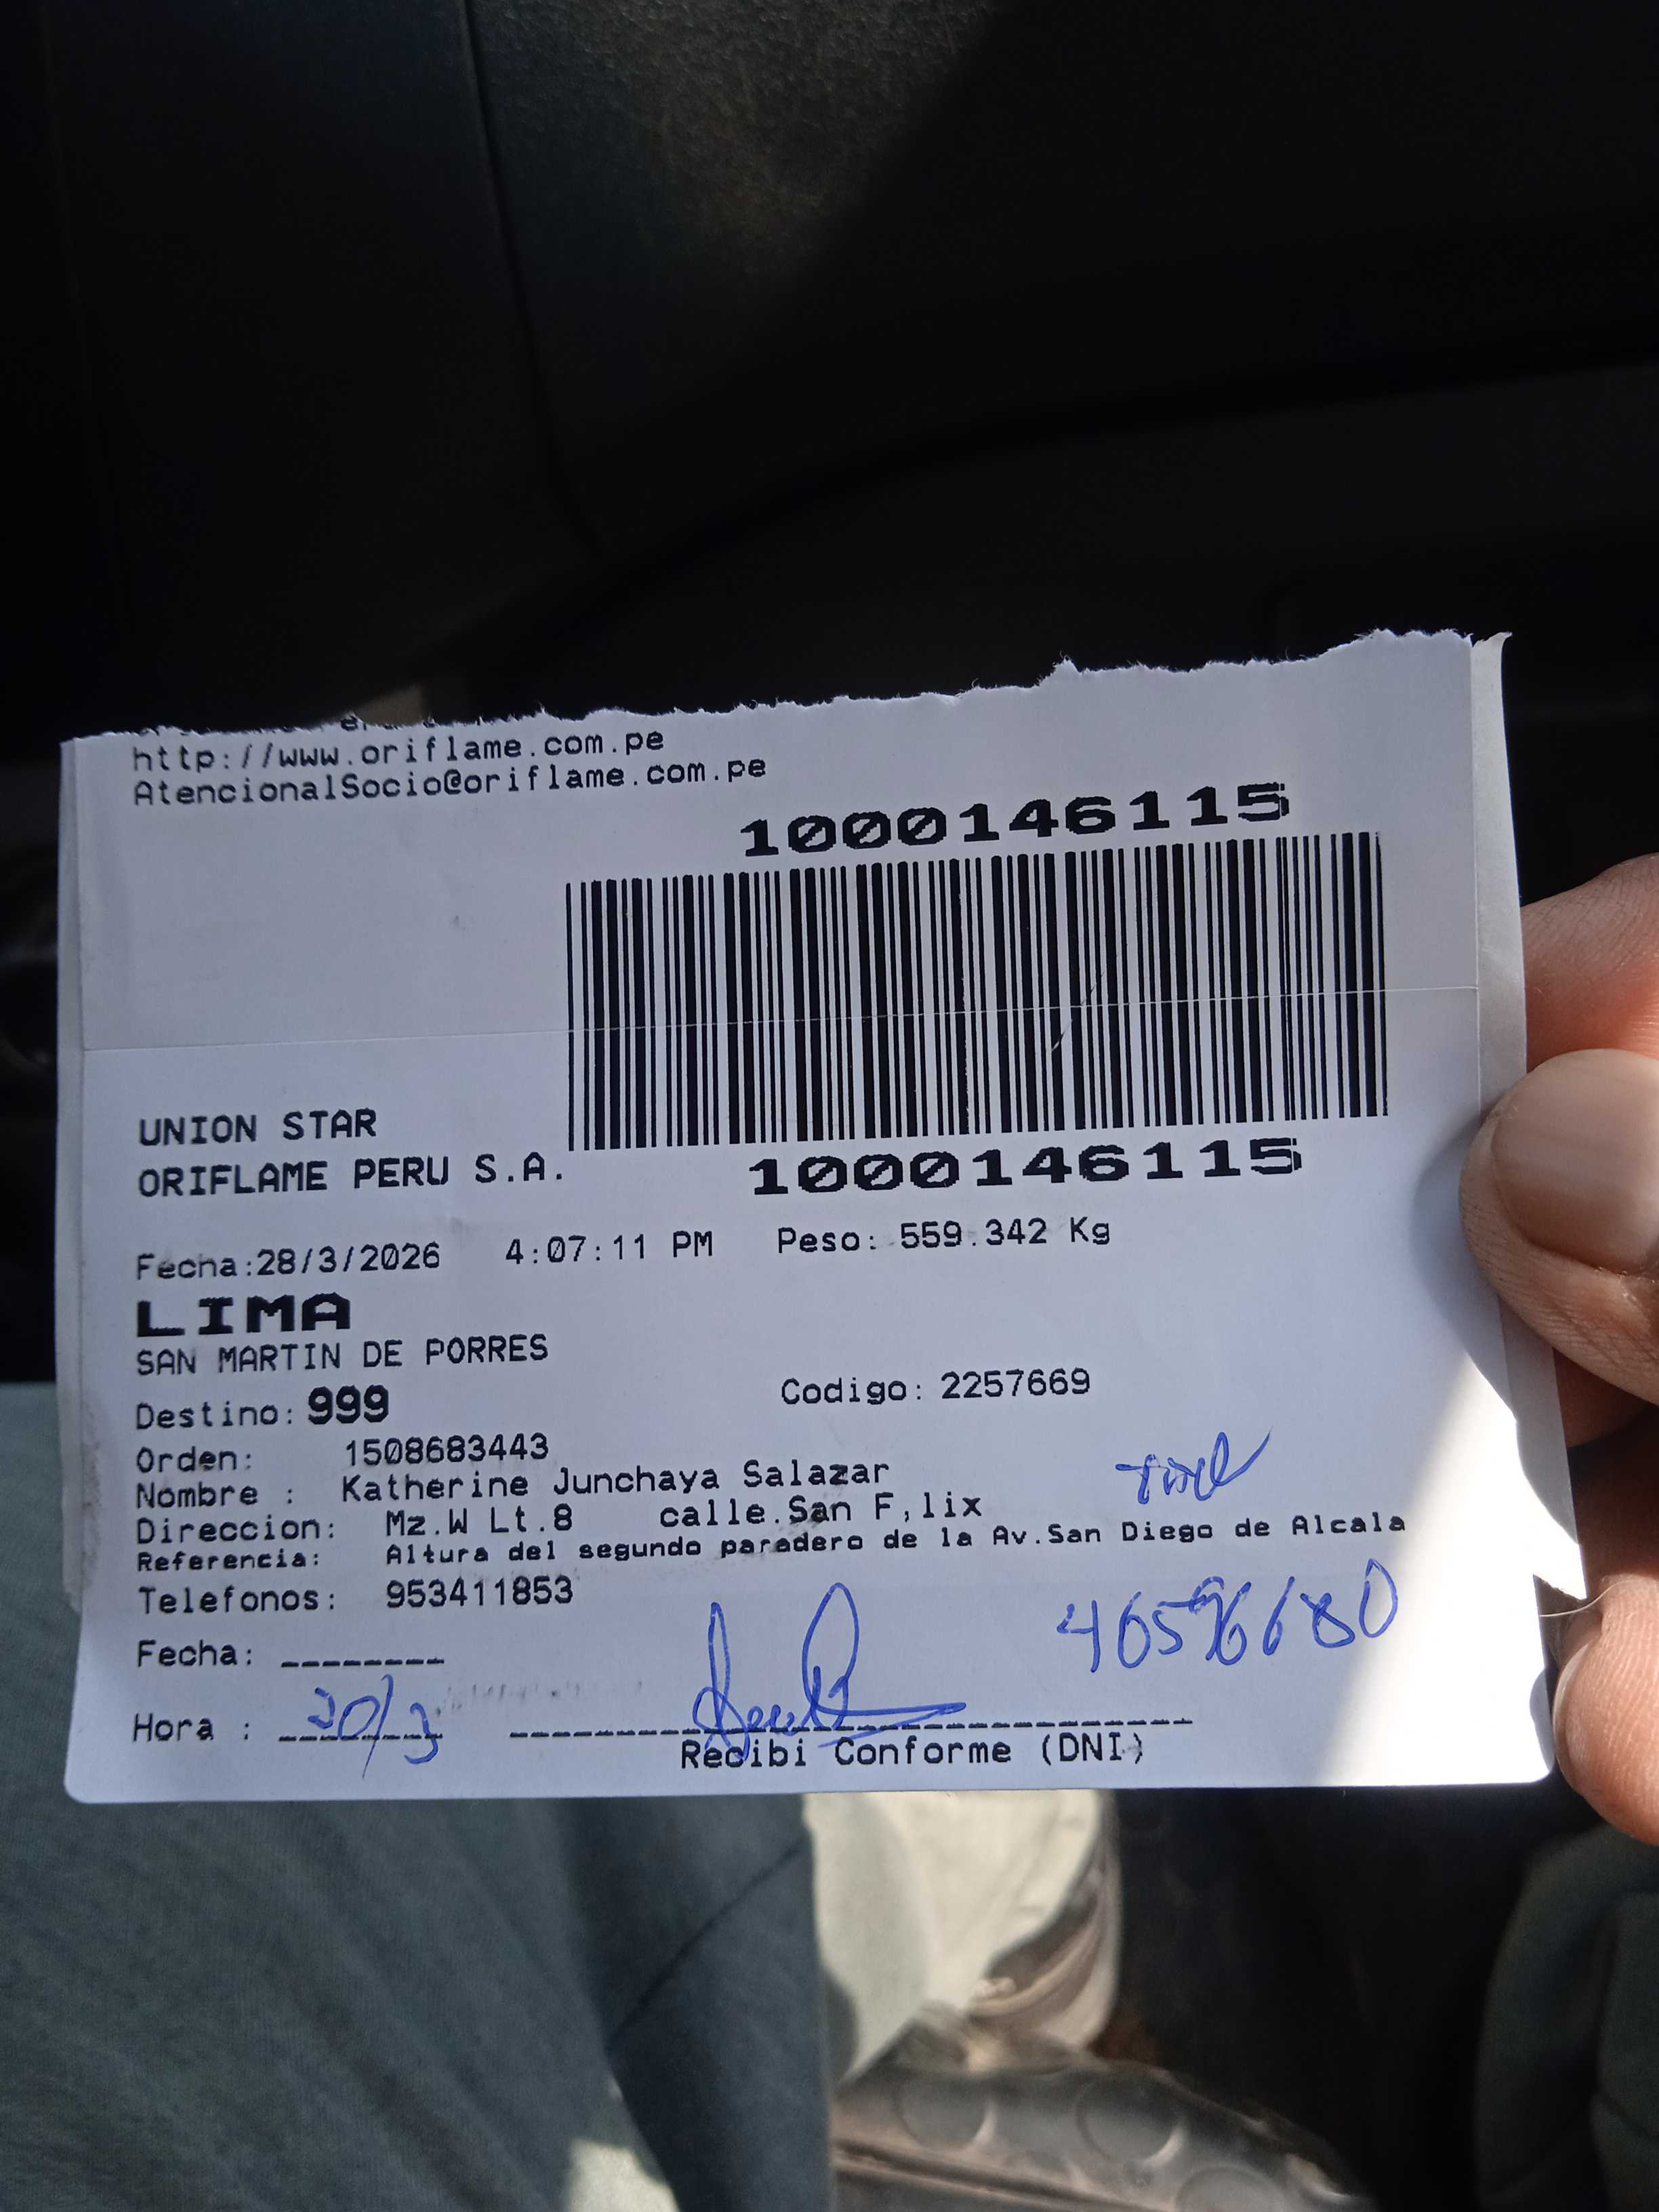 http://www.oriflame.com.pe
AtencionalSocio@oriflame.com.pe
1000146115
UNION STAR
ORIFLAME PERU S.A.
1000146115
Fecha:28/3/2026 4:07:11 PM Peso: 559.342 Kg
LIMA
SAN MARTIN DE PORRES
Destino: 999 Codigo: 2257669
Orden: 1508683443
Nombre : Katherine Junchaya Salazar
Direccion: Mz.W Lt.8 calle.San F,lix
Referencia: Altura del segundo paradero de la Av.San Diego de Alcala
Telefonos: 953411853
Fecha: --------
Hora : 30/3
Recibi Conforme (DNI)